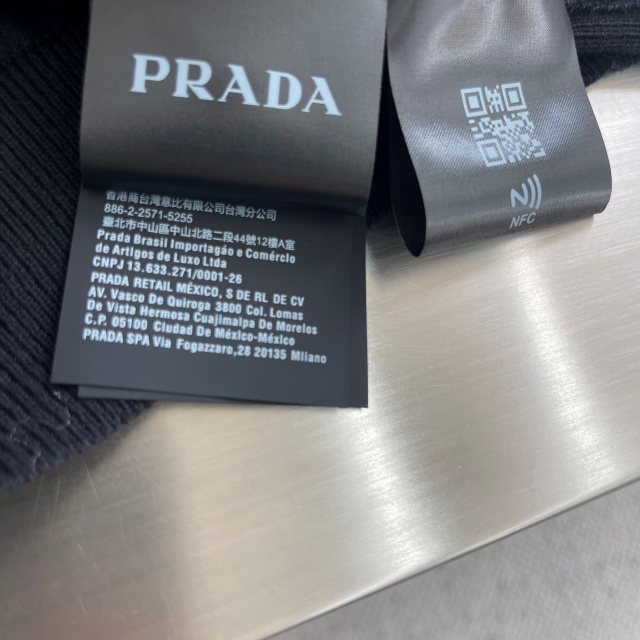 PRADA
香港商台灣普拉達有限公司台灣分公司
886-2-2571-5255
臺北市中山區中山北路二段44號12樓A室
Prada Brasil Importação e Comércio
de Artigos de Luxo Ltda
CNPJ 13.633.271/0001-26
PRADA RETAIL MÉXICO, S DE RL DE CV
Av. Vasco De Quiroga 3800 Col. Lomas
De Vista Hermosa Cuajimalpa De Morelos
C.P. 05100 Ciudad De México-México
PRADA SPA Via Fogazzaro,28 20135 Milano
NFC